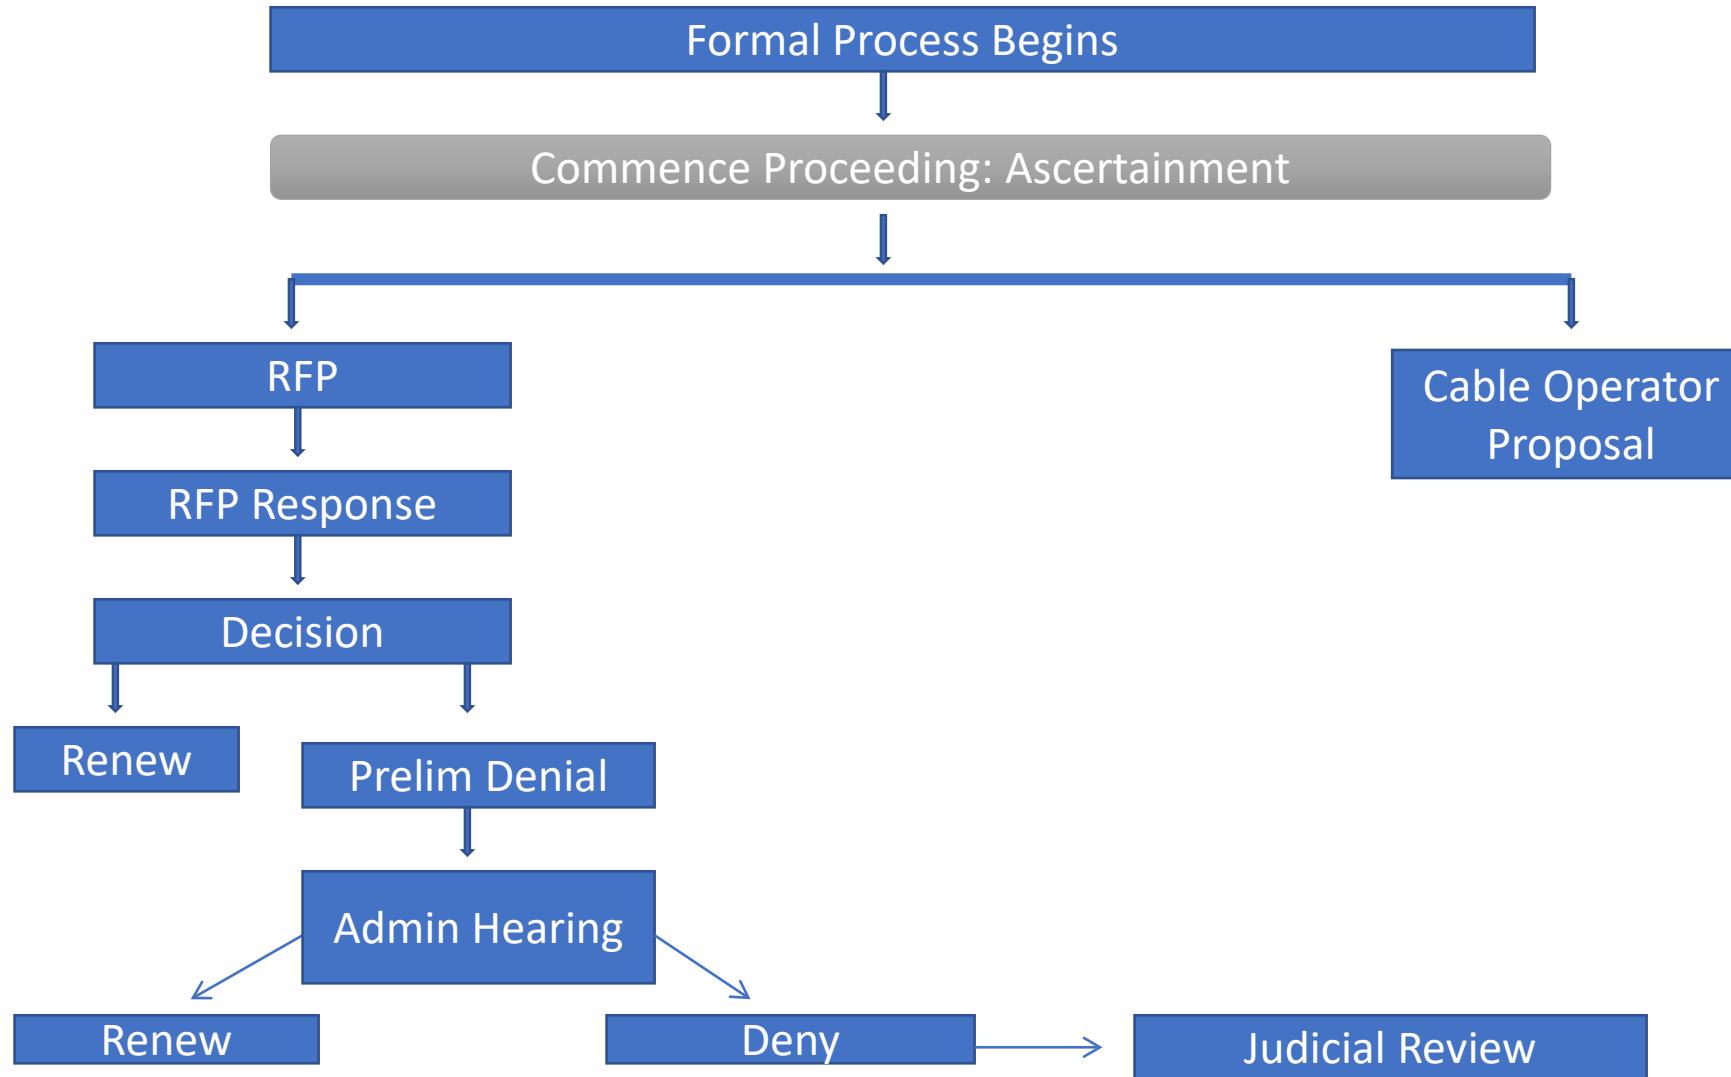 Formal Process Begins
Commence Proceeding: Ascertainment
RFP
Cable Operator
Proposal
RFP Response
Decision
Renew
Prelim Denial
Admin Hearing
Renew
Deny
Judicial Review